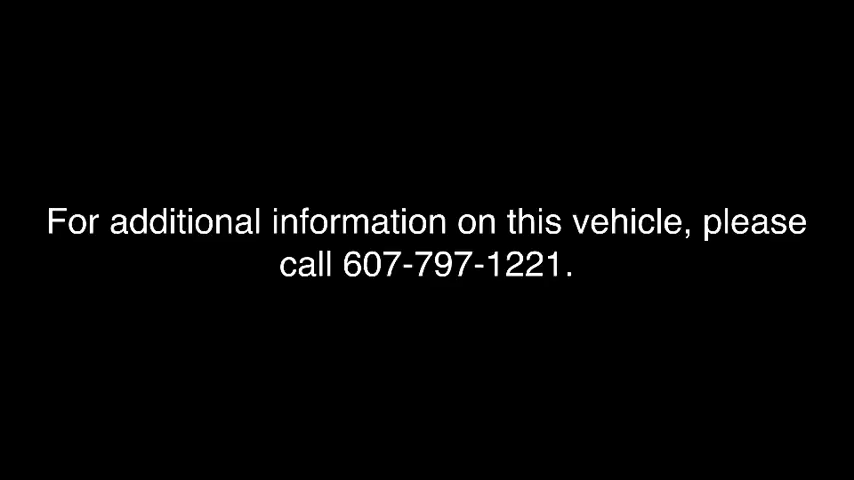 For additional information on this vehicle, please
call 607-797-1221.